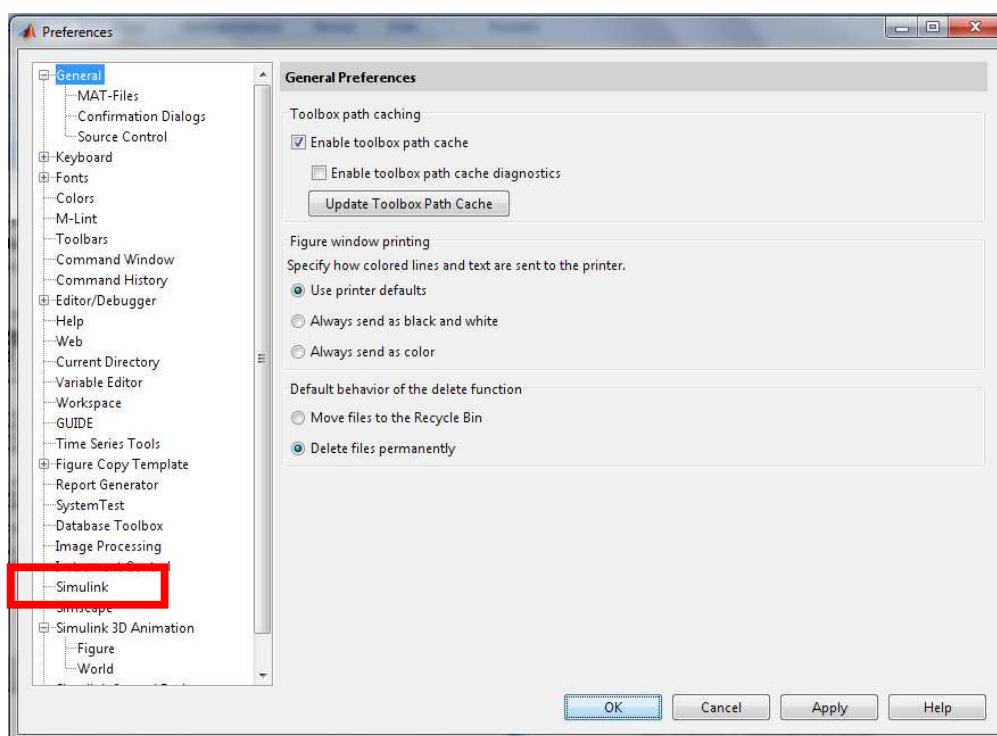 Preferences
General
MAT-Files
Confirmation Dialogs
Source Control
Keyboard
Fonts
Colors
M-Lint
Toolbars
Command Window
Command History
Editor/Debugger
Help
Web
Current Directory
Variable Editor
Workspace
GUIDE
Time Series Tools
Figure Copy Template
Report Generator
SystemTest
Database Toolbox
Image Processing
Simulink
Simscape
Simulink 3D Animation
Figure
World
General Preferences
Toolbox path caching
Enable toolbox path cache
Enable toolbox path cache diagnostics
Update Toolbox Path Cache
Figure window printing
Specify how colored lines and text are sent to the printer.
Use printer defaults
Always send as black and white
Always send as color
Default behavior of the delete function
Move files to the Recycle Bin
Delete files permanently
OK Cancel Apply Help